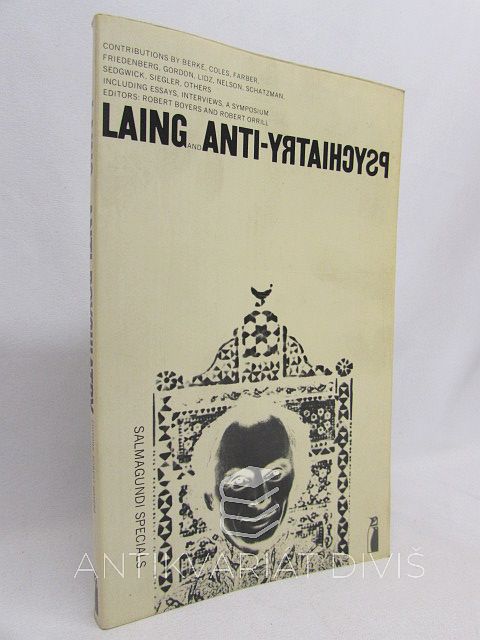 CONTRIBUTIONS BY BERKE, COLES, FARBER,
FRIEDENBERG, GORDON, LIDZ, NELSON, SCHATZMAN,
SEDGWICK, SIEGLER, OTHERS
INCLUDING ESSAYS, INTERVIEWS, A SYMPOSIUM
EDITORS: ROBERT BOYERS AND ROBERT ORRILL
LAING AND ANTI-PSYCHIATRY
SALMAGUNDI SPECIALS
ANTIKVARIAT DIVIŠ